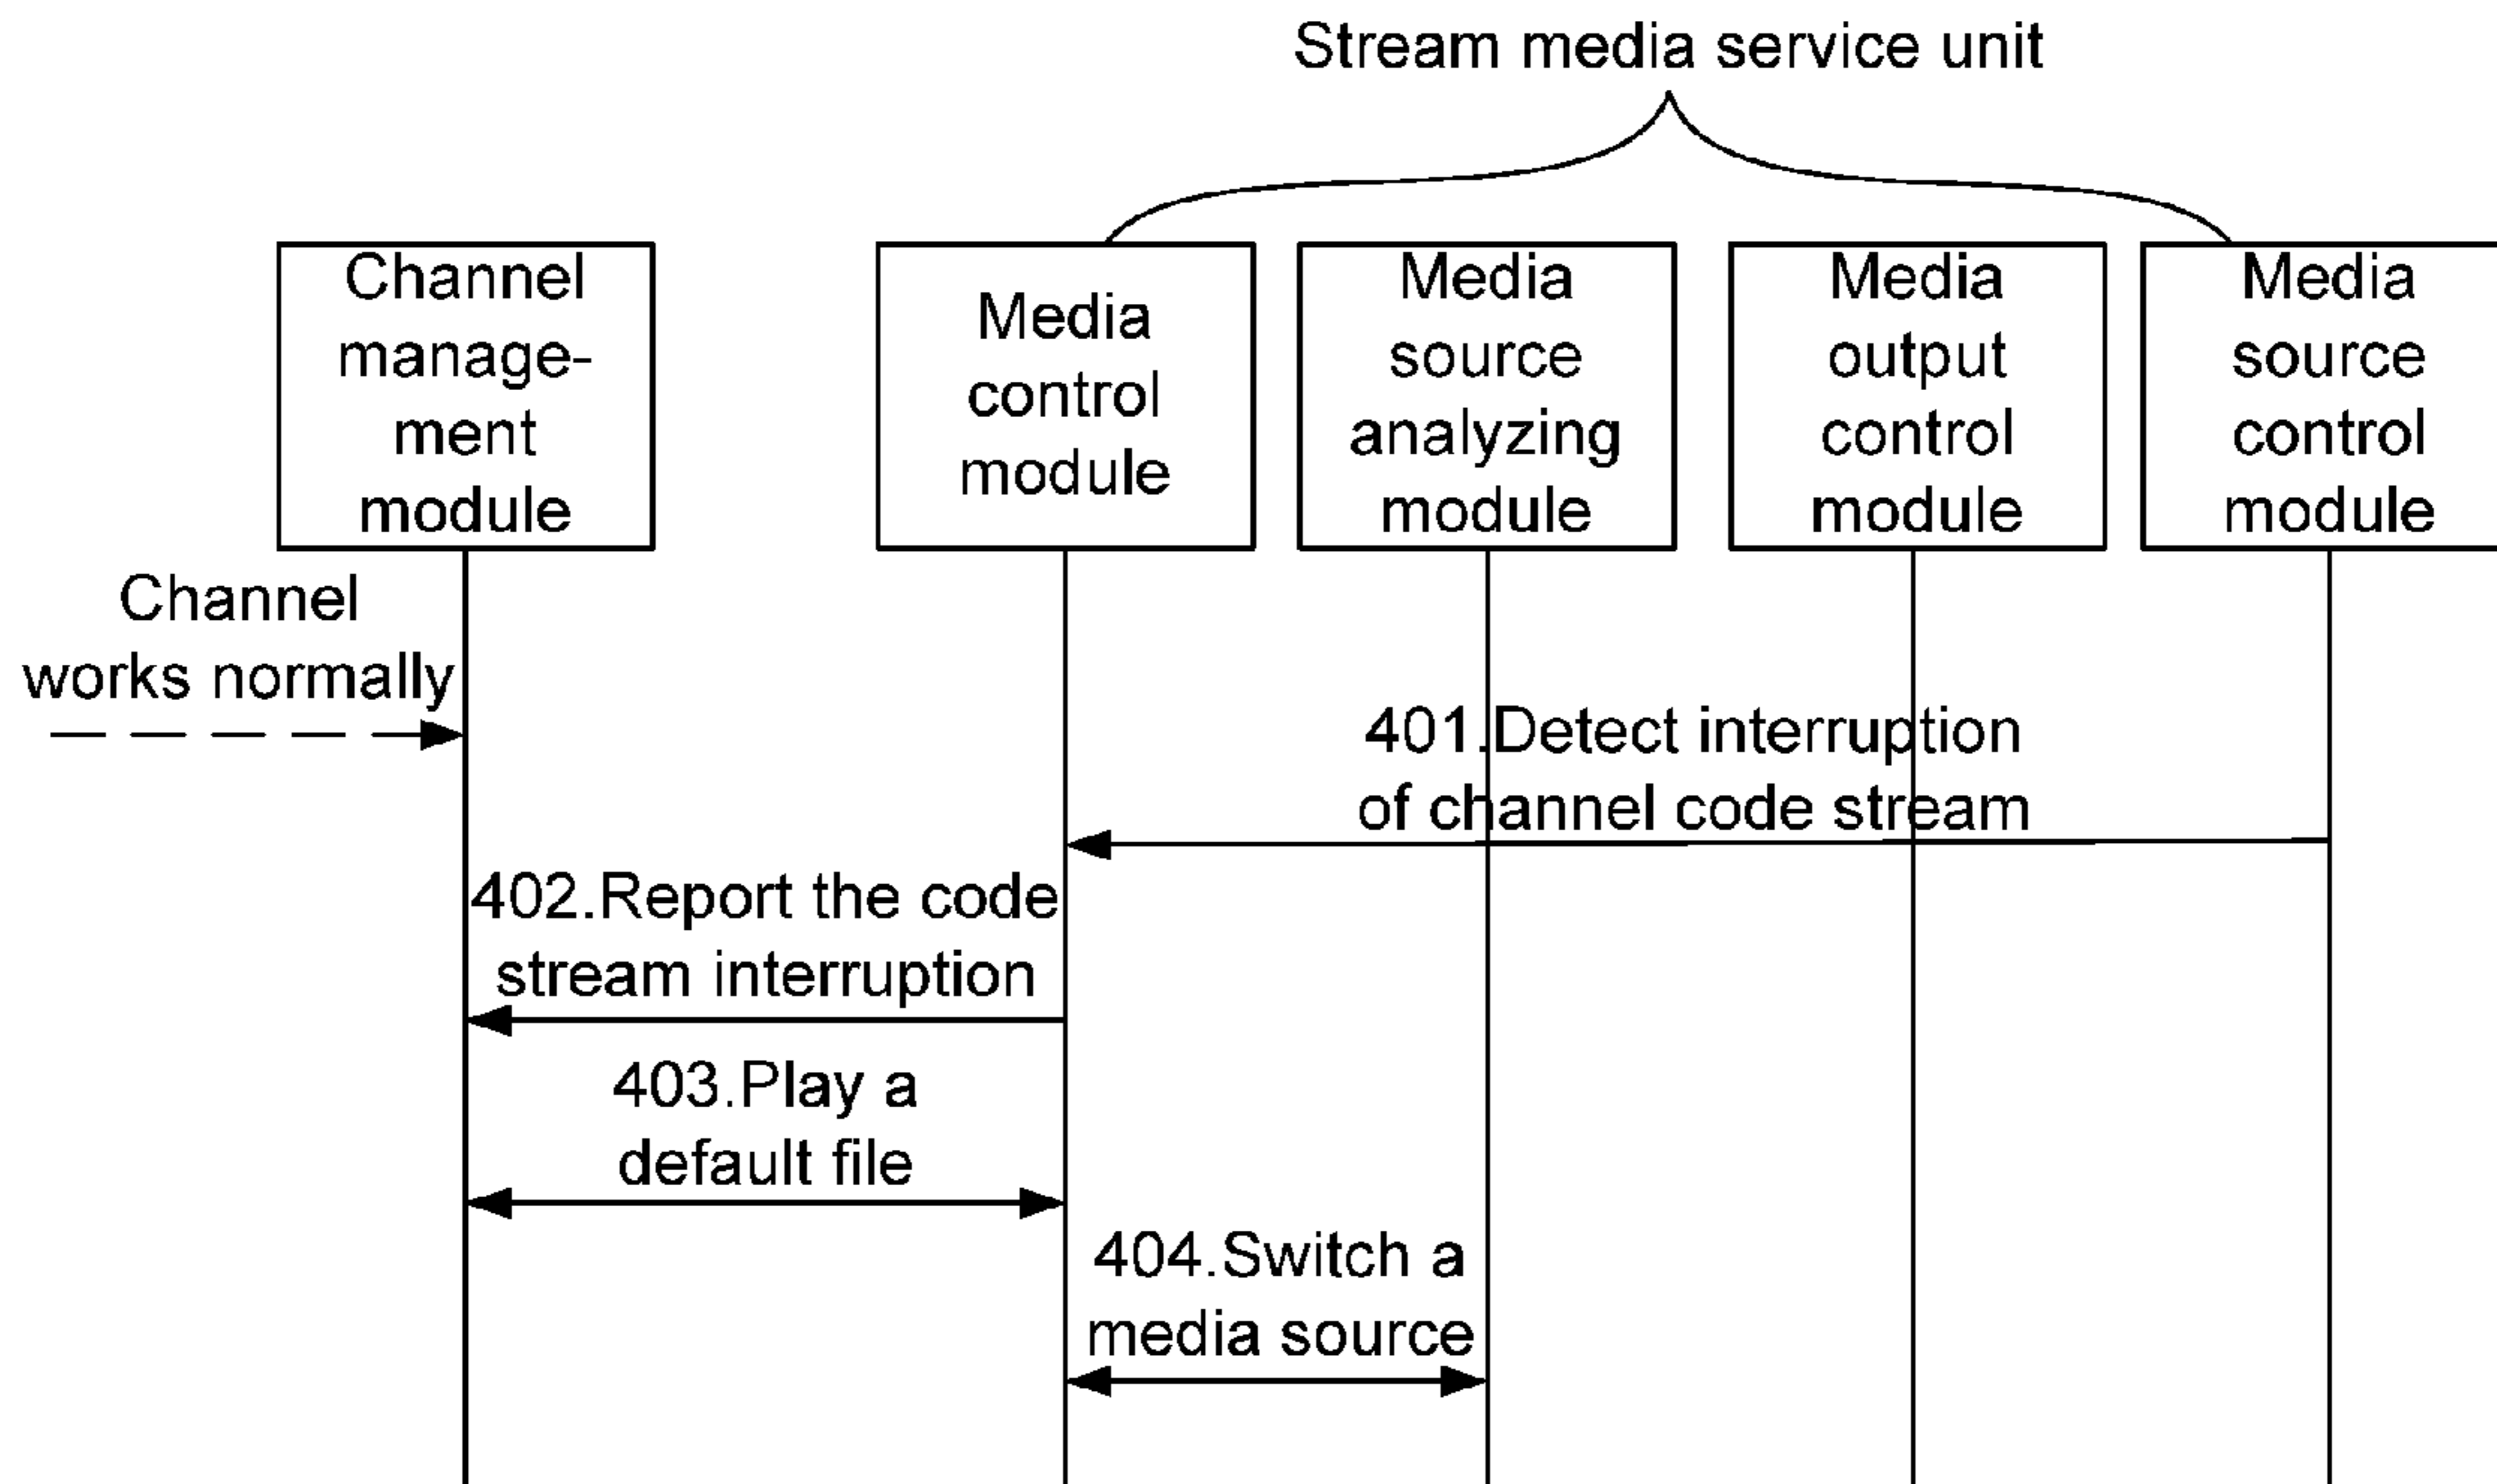 Stream media service unit
Channel
manage-
ment
module
Media
control
module
Media
source
analyzing
module
Media
output
control
module
Media
source
control
module
Channel
works normally
401.Detect interruption
of channel code stream
402.Report the code
stream interruption
403.Play a
default file
404.Switch a
media source